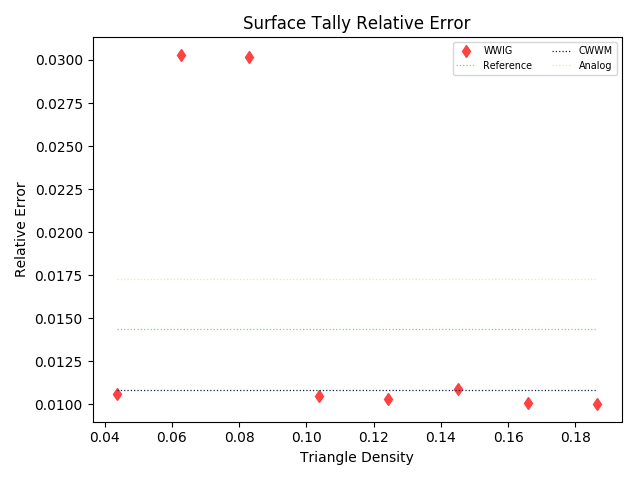 Surface Tally Relative Error
WWIG CWWM
Reference Analog
0.0300
0.0275
0.0250
0.0225
0.0200
0.0175
0.0150
0.0125
0.0100
Relative Error
0.04 0.06 0.08 0.10 0.12 0.14 0.16 0.18
Triangle Density